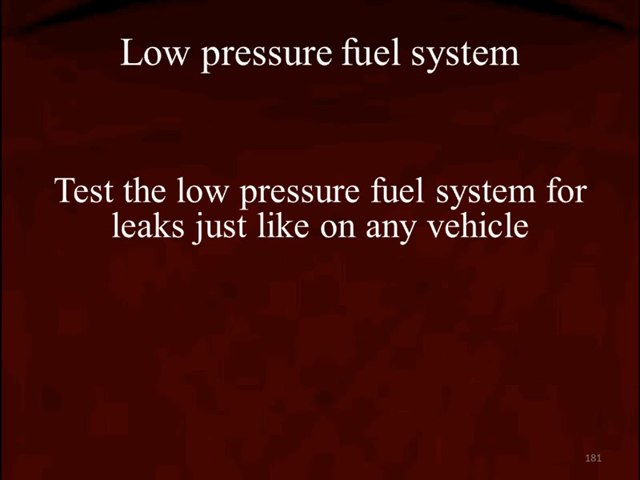 Low pressure fuel system
Test the low pressure fuel system for
leaks just like on any vehicle
181